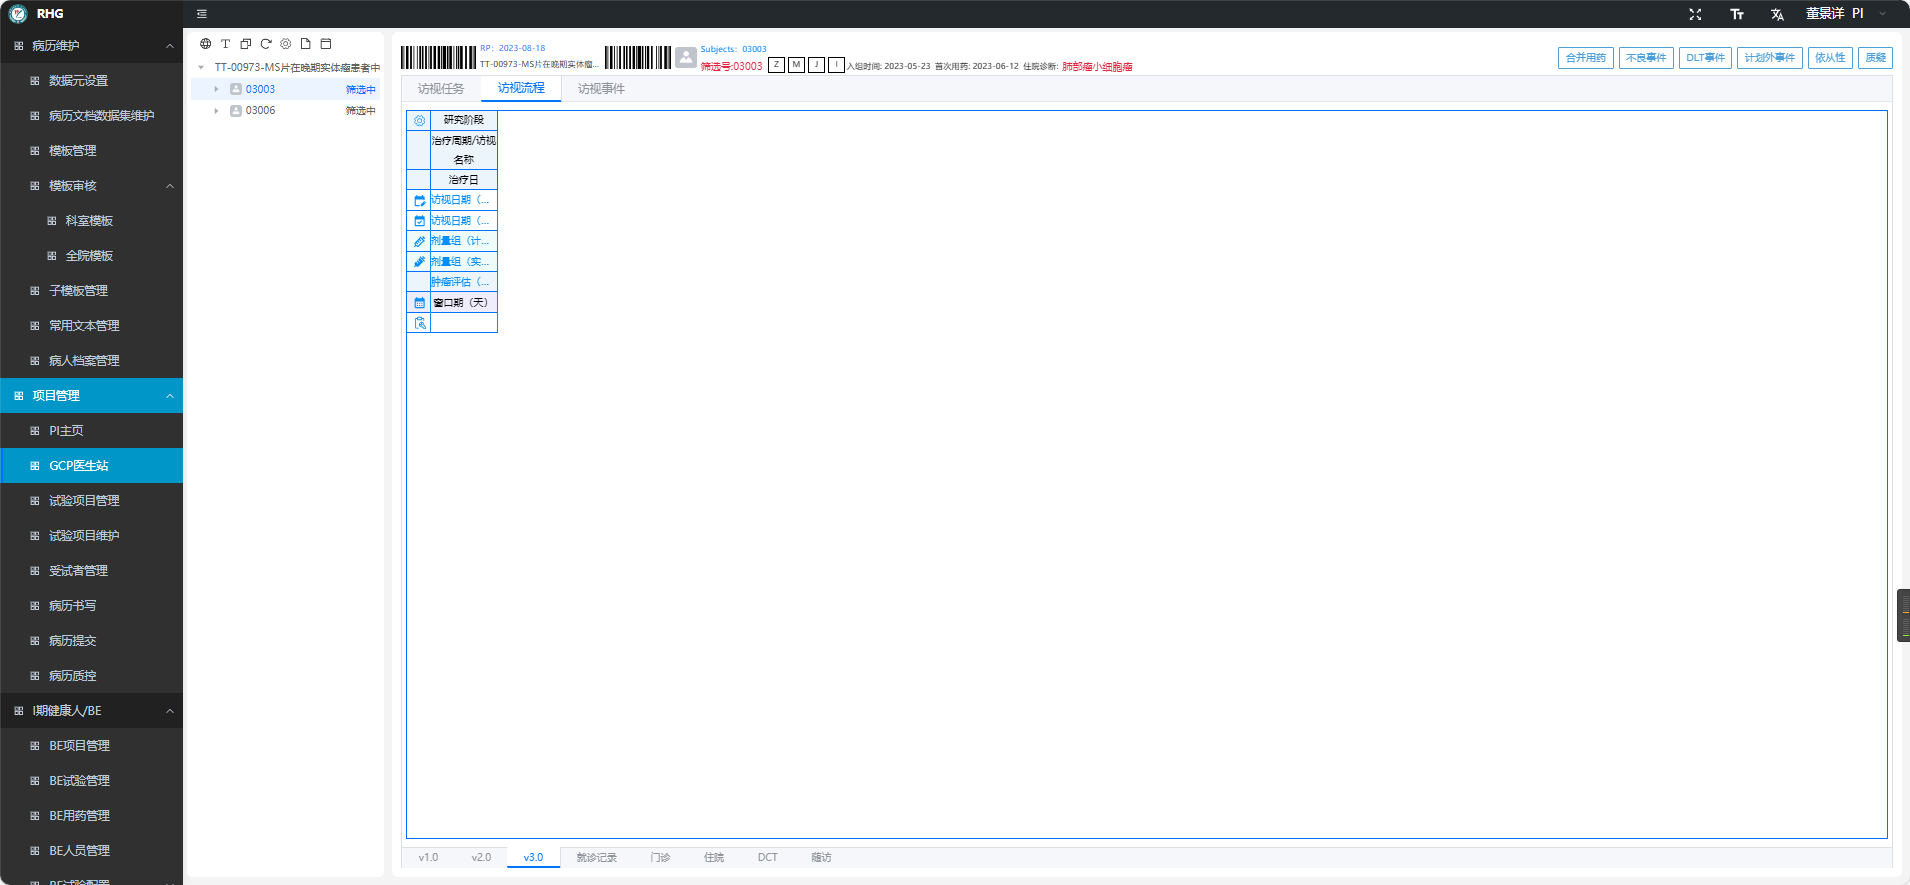 RHG
董景详 PI
病历维护
数据元设置
病历文档数据集维护
模板管理
模板审核
科室模板
全院模板
子模板管理
常用文本管理
病人档案管理
项目管理
PI主页
GCP医生站
试验项目管理
试验项目维护
受试者管理
病历书写
病历提交
病历质控
I期健康人/BE
BE项目管理
BE试验管理
BE用药管理
BE人员管理
BE试验配置
TT-00973-MS片在晚期实体瘤患者中
03003 筛选中
03006 筛选中
RP: 2023-08-18
TT-00973-MS片在晚期实体瘤...
Subjects: 03003
筛选号:03003 Z M J I 入组时间: 2023-05-23 首次用药: 2023-06-12 住院诊断: 肺部瘤小细胞瘤
合并用药 不良事件 DLT事件 计划外事件 依从性 质疑
访视任务 访视流程 访视事件
研究阶段
治疗周期/访视
名称
治疗日
访视日期（...
访视日期（...
剂量组（计...
剂量组（实...
肿瘤评估（...
窗口期（天）
v1.0 v2.0 v3.0 就诊记录 门诊 住院 DCT 随访